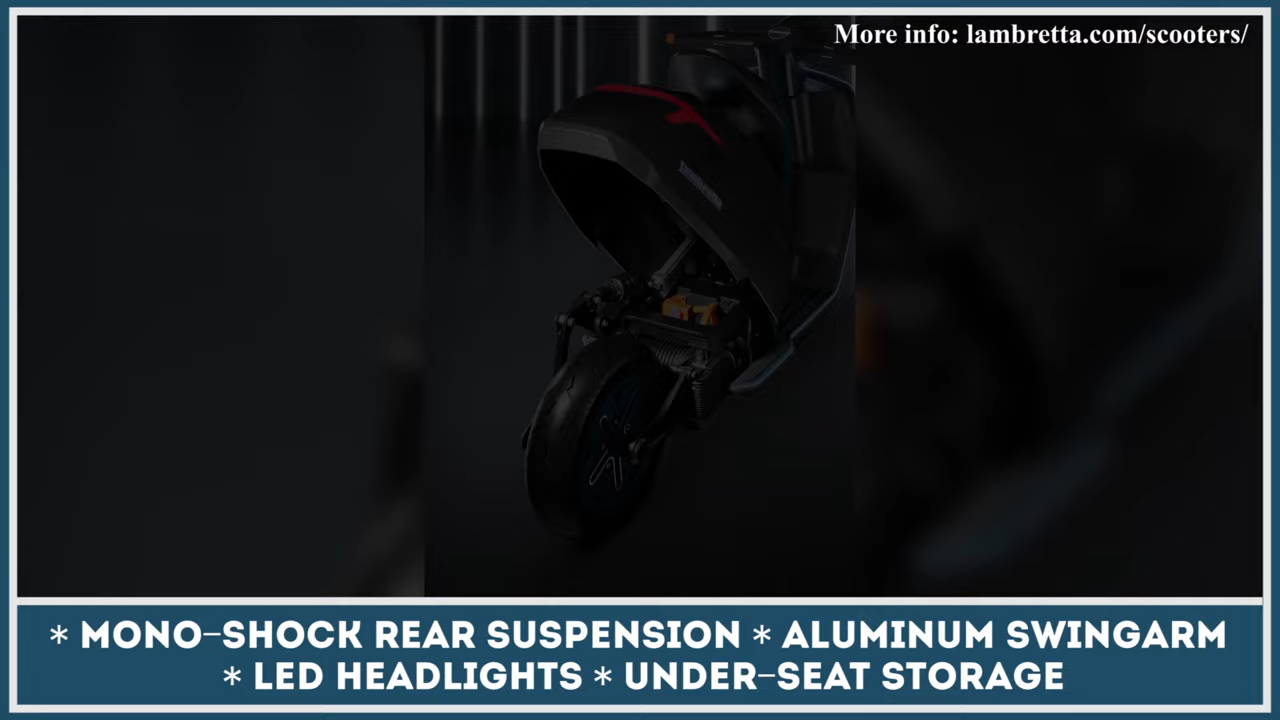 More info: lambretta.com/scooters/
* MONO-SHOCK REAR SUSPENSION * ALUMINUM SWINGARM
* LED HEADLIGHTS * UNDER-SEAT STORAGE